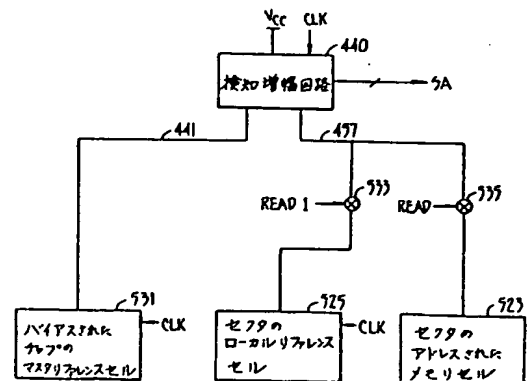 Vcc CLK
440
検知増幅回路
SA
441
457
READ 1
533
READ
535
531
バイアスされた
チップの
マスタリファレンスセル
CLK
525
セクタの
ローカルリファレンス
セル
CLK
523
セクタの
アドレスされた
メモリセル